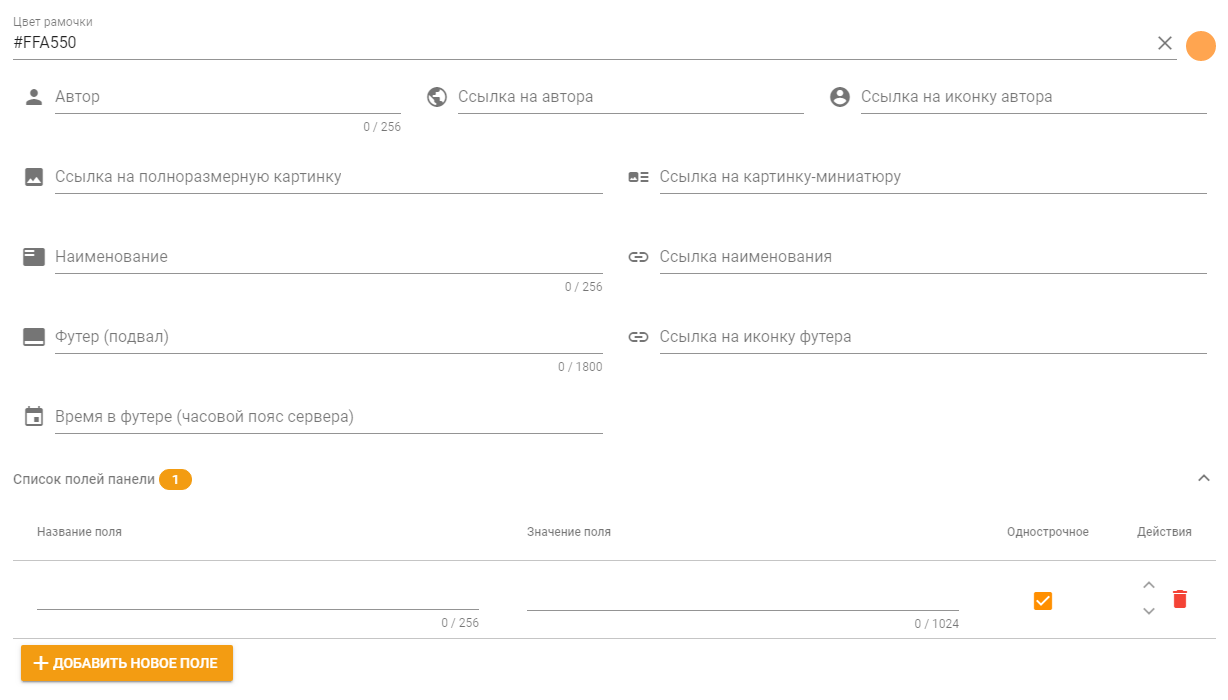 Цвет рамочки
#FFA550
Автор
Ссылка на автора
Ссылка на иконку автора
0 / 256
Ссылка на полноразмерную картинку
Ссылка на картинку-миниатюру
Наименование
Ссылка наименования
0 / 256
Футер (подвал)
Ссылка на иконку футера
0 / 1800
Время в футере (часовой пояс сервера)
Список полей панели 1
Название поля
Значение поля
Однострочное
Действия
0 / 256
0 / 1024
ДОБАВИТЬ НОВОЕ ПОЛЕ